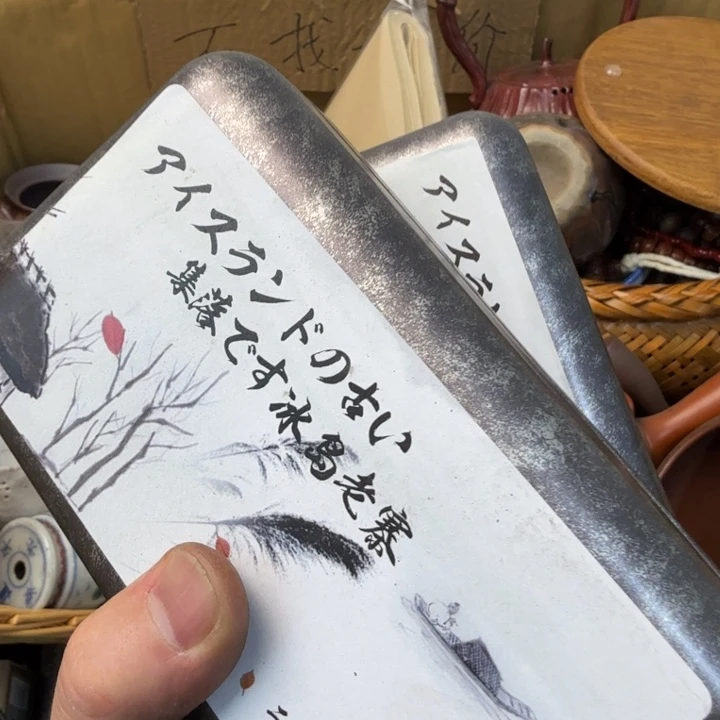 アイスランドの古い
集落です冰島老寨
アイスラン